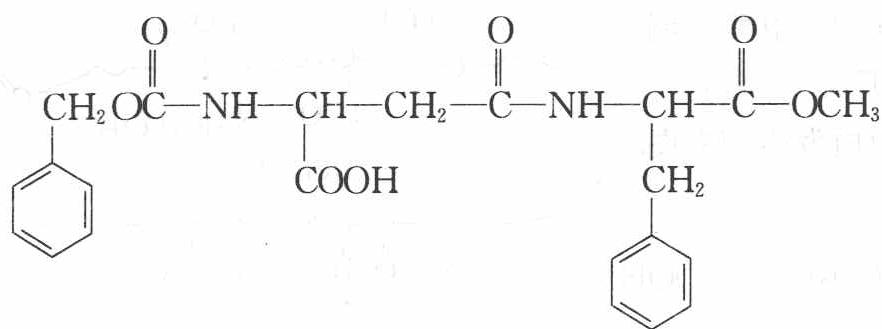 O O O
CH₂OC—NH—CH—CH₂—C—NH—CH—C—OCH₃
COOH CH₂